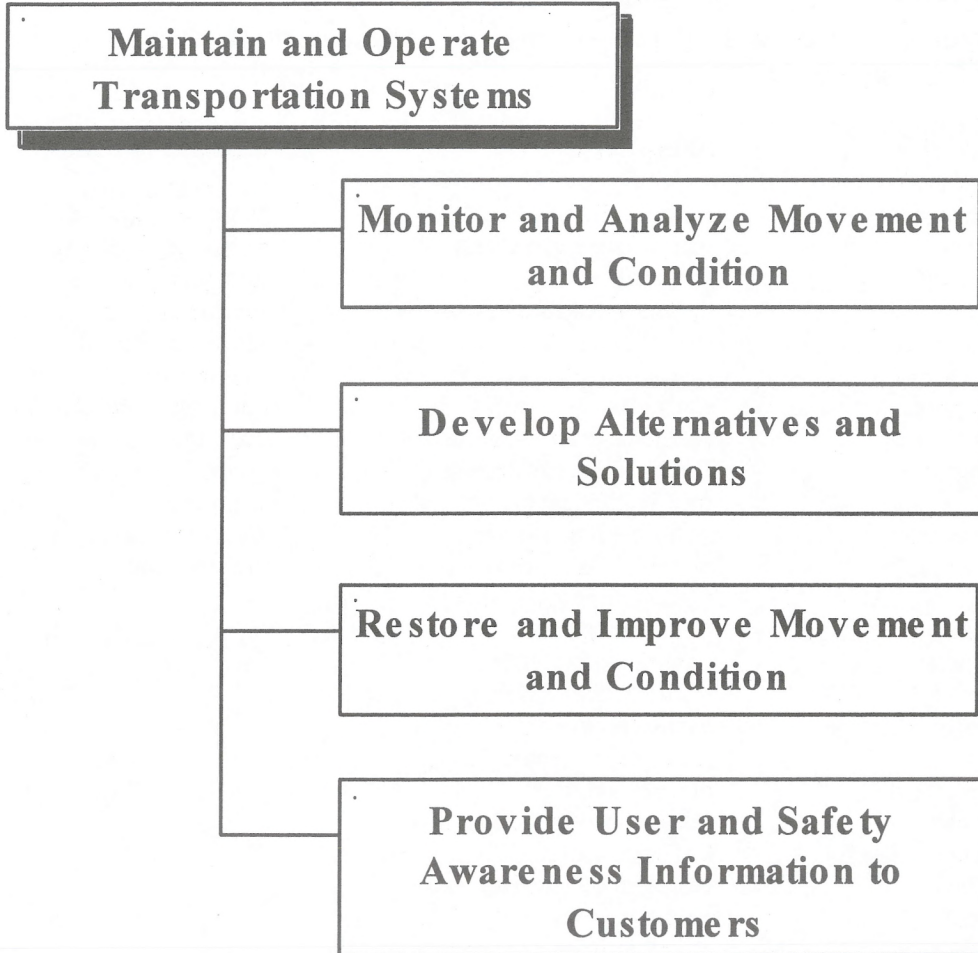 Maintain and Operate
Transportation Systems
Monitor and Analyze Movement
and Condition
Develop Alternatives and
Solutions
Restore and Improve Movement
and Condition
Provide User and Safety
Awareness Information to
Customers